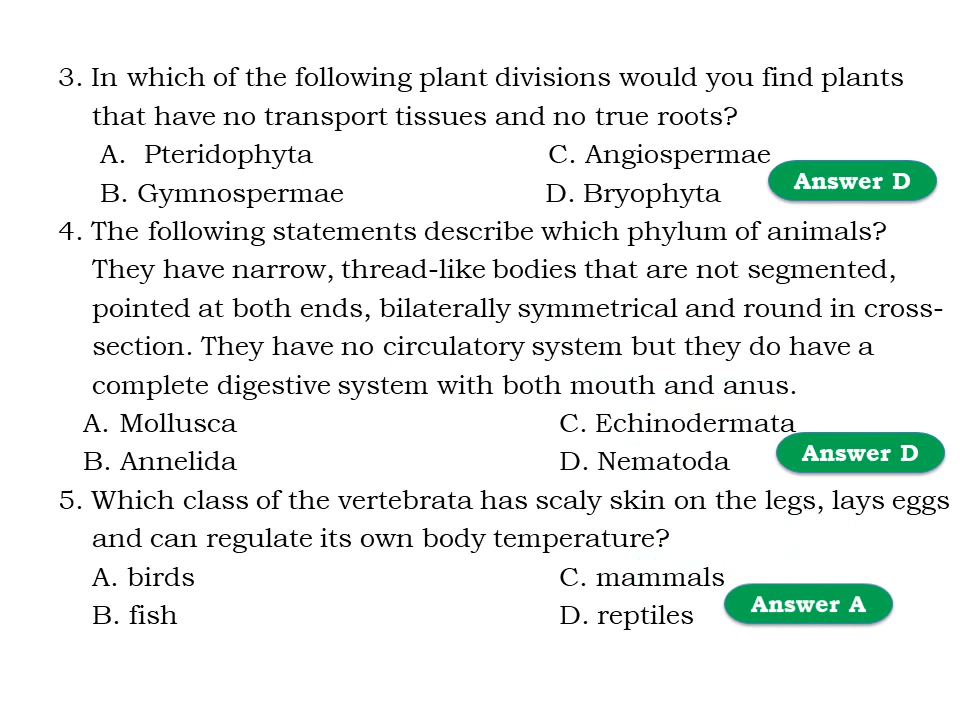 3. In which of the following plant divisions would you find plants
that have no transport tissues and no true roots?
A. Pteridophyta C. Angiospermae
B. Gymnospermae D. Bryophyta Answer D
4. The following statements describe which phylum of animals?
They have narrow, thread-like bodies that are not segmented,
pointed at both ends, bilaterally symmetrical and round in cross-
section. They have no circulatory system but they do have a
complete digestive system with both mouth and anus.
A. Mollusca C. Echinodermata
B. Annelida D. Nematoda Answer D
5. Which class of the vertebrata has scaly skin on the legs, lays eggs
and can regulate its own body temperature?
A. birds C. mammals
B. fish D. reptiles Answer A